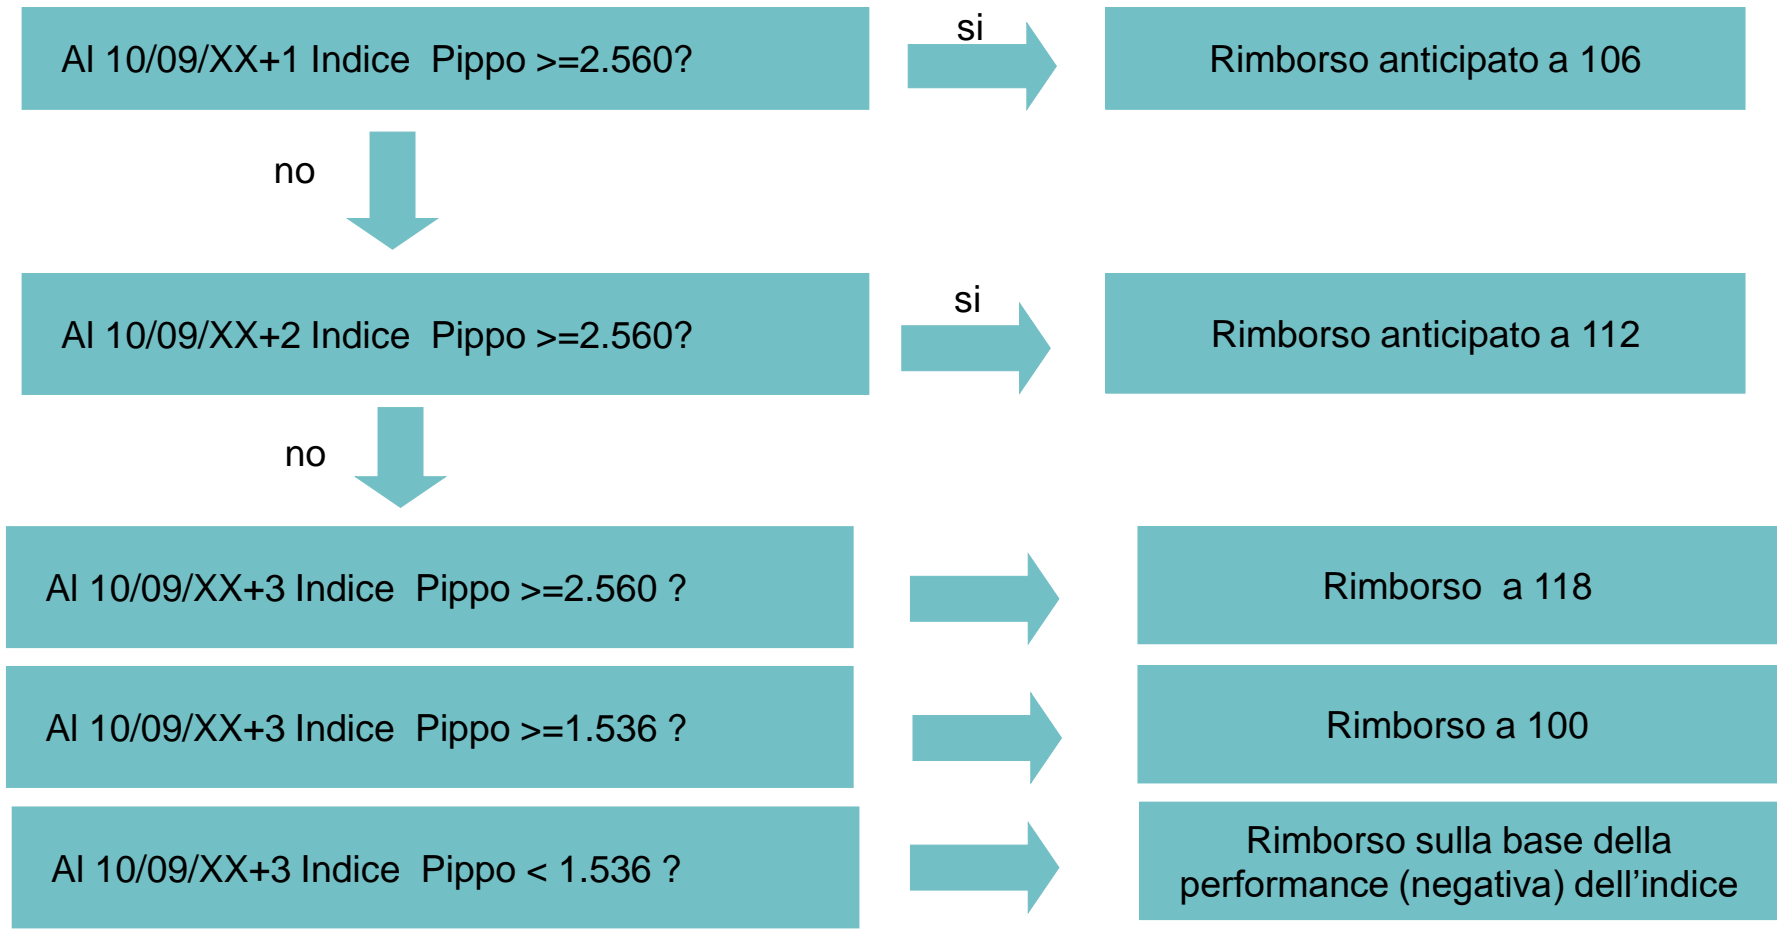 Al 10/09/XX+1 Indice  Pippo >=2.560?
si
Rimborso anticipato a 106
no
Al 10/09/XX+2 Indice  Pippo >=2.560?
si
Rimborso anticipato a 112
no
Al 10/09/XX+3 Indice  Pippo >=2.560 ?
Rimborso  a 118
Al 10/09/XX+3 Indice  Pippo >=1.536 ?
Rimborso a 100
Al 10/09/XX+3 Indice  Pippo < 1.536 ?
Rimborso sulla base della
performance (negativa) dell’indice